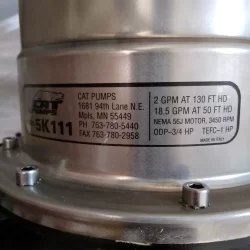 CAT
CAT PUMPS
1681 94th Lane N.E.
Mpls, MN 55449
PH 763-780-5440
FAX 763-780-2958
5K111
2 GPM AT 130 FT HD
18.5 GPM AT 50 FT HD
NEMA 56J MOTOR, 3450 RPM
ODP-3/4 HP TEFC-1 HP
MADE IN ITALY